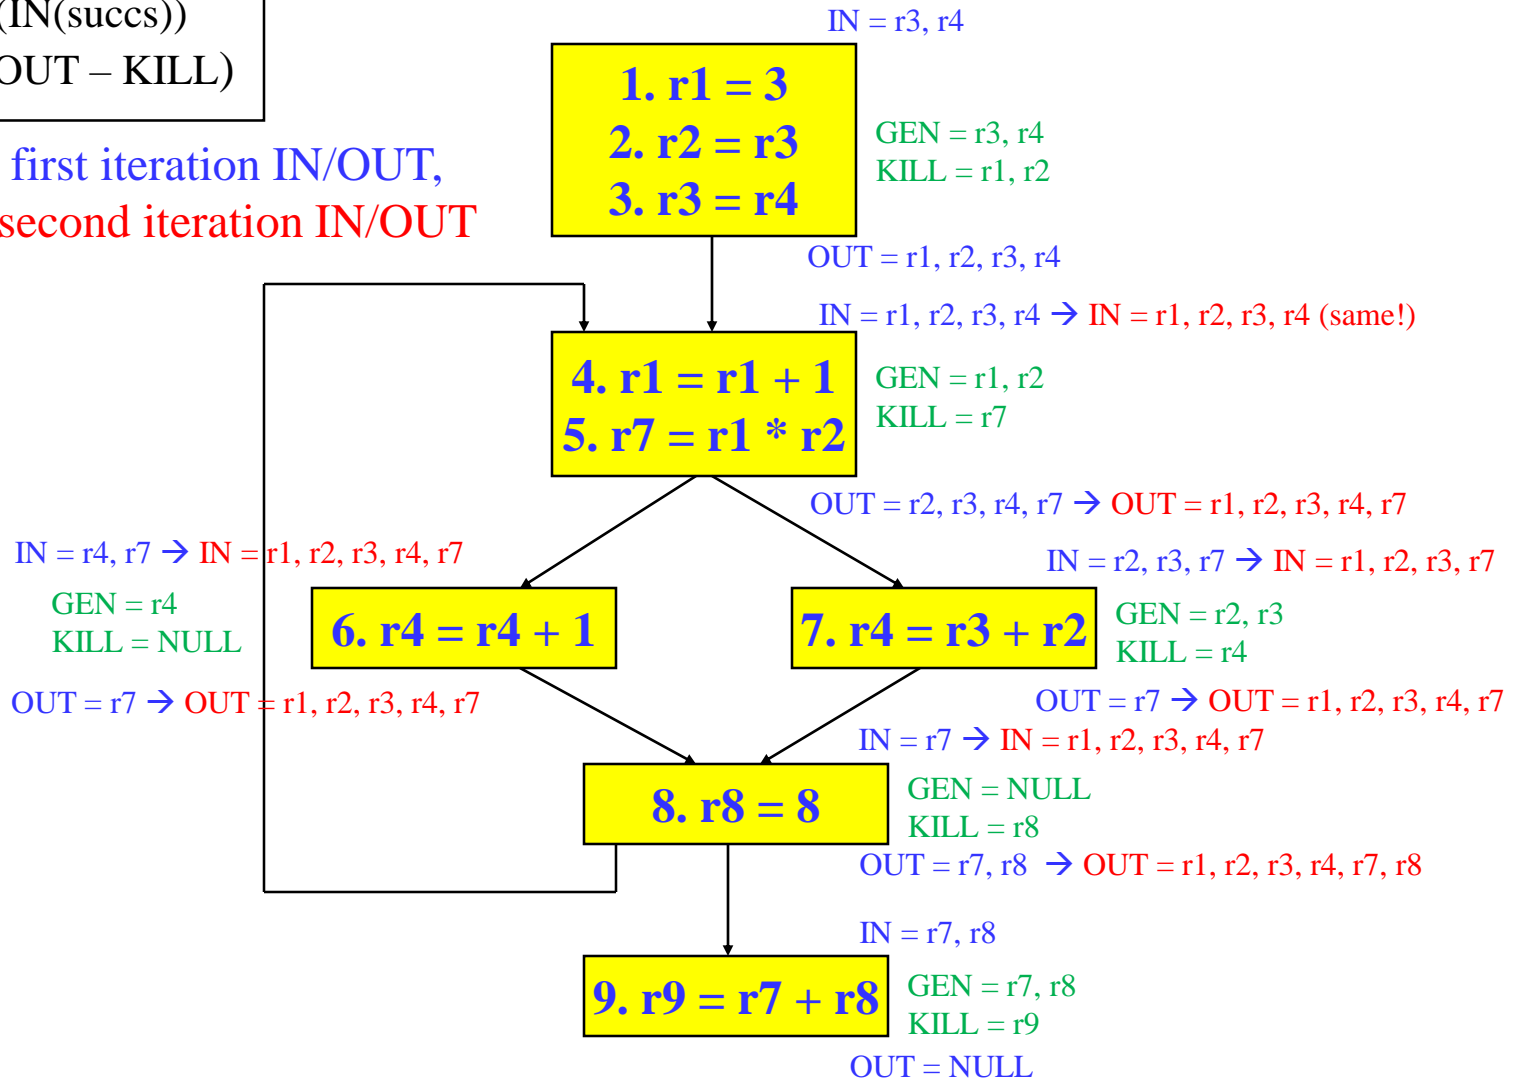 (IN(succs))
OUT – KILL)
first iteration IN/OUT,
second iteration IN/OUT
IN = r3, r4
1. r1 = 3
2. r2 = r3
3. r3 = r4
GEN = r3, r4
KILL = r1, r2
OUT = r1, r2, r3, r4
IN = r1, r2, r3, r4 → IN = r1, r2, r3, r4 (same!)
4. r1 = r1 + 1
5. r7 = r1 * r2
GEN = r1, r2
KILL = r7
OUT = r2, r3, r4, r7 → OUT = r1, r2, r3, r4, r7
IN = r4, r7 → IN = r1, r2, r3, r4, r7
GEN = r4
KILL = NULL
6. r4 = r4 + 1
OUT = r7 → OUT = r1, r2, r3, r4, r7
IN = r2, r3, r7 → IN = r1, r2, r3, r7
7. r4 = r3 + r2
GEN = r2, r3
KILL = r4
OUT = r7 → OUT = r1, r2, r3, r4, r7
IN = r7 → IN = r1, r2, r3, r4, r7
8. r8 = 8
GEN = NULL
KILL = r8
OUT = r7, r8 → OUT = r1, r2, r3, r4, r7, r8
IN = r7, r8
9. r9 = r7 + r8
GEN = r7, r8
KILL = r9
OUT = NULL